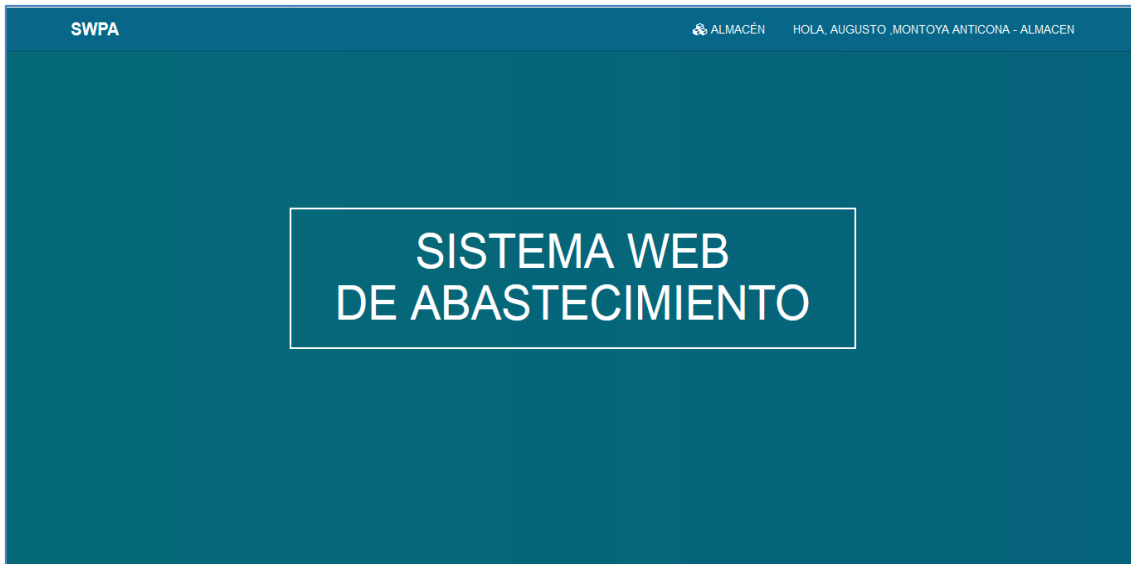 SWPA
ALMACÉN
HOLA, AUGUSTO ,MONTOYA ANTICONA - ALMACEN
SISTEMA WEB
DE ABASTECIMIENTO